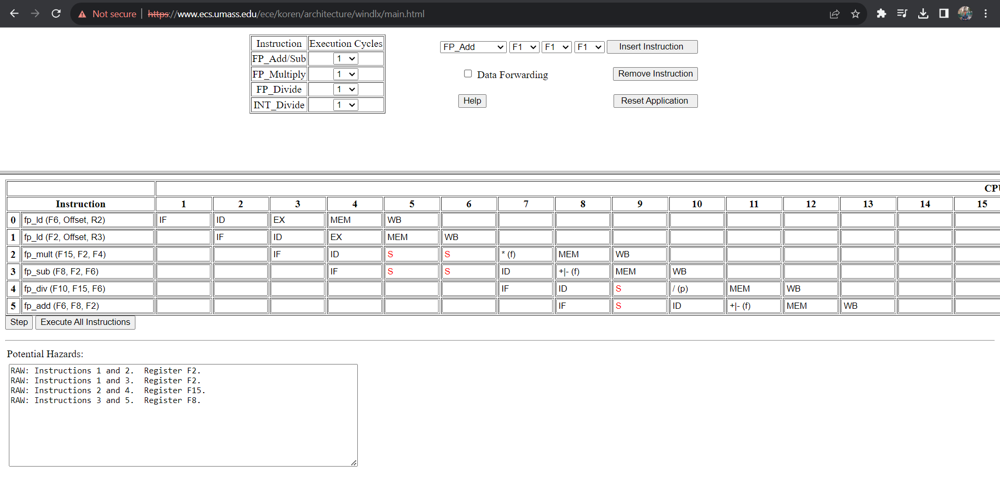 Not secure https://www.ecs.umass.edu/ece/koren/architecture/windlx/main.html
Instruction Execution Cycles
FP_Add/Sub 1
FP_Multiply 1
FP_Divide 1
INT_Divide 1
FP_Add F1 F1 F1 Insert Instruction
Data Forwarding Remove Instruction
Help Reset Application
CPU
Instruction 1 2 3 4 5 6 7 8 9 10 11 12 13 14 15
0 fp_ld (F6, Offset, R2) IF ID EX MEM WB
1 fp_ld (F2, Offset, R3) IF ID EX MEM WB
2 fp_mult (F15, F2, F4) IF ID S S * (f) MEM WB
3 fp_sub (F8, F2, F6) IF S S ID +|- (f) MEM WB
4 fp_div (F10, F15, F6) IF ID S / (p) MEM WB
5 fp_add (F6, F8, F2) IF S ID +|- (f) MEM WB
Step Execute All Instructions
Potential Hazards:
RAW: Instructions 1 and 2. Register F2.
RAW: Instructions 1 and 3. Register F2.
RAW: Instructions 2 and 4. Register F15.
RAW: Instructions 3 and 5. Register F8.